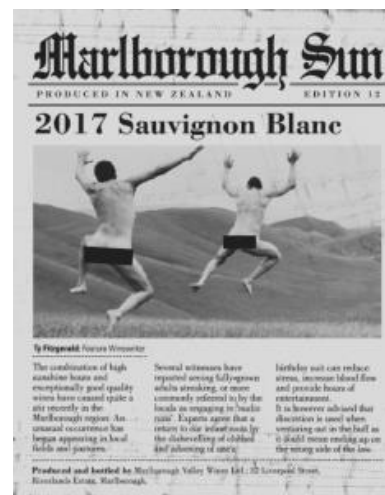 Marlborough Sun
PRODUCED IN NEW ZEALAND EDITION 12
2017 Sauvignon Blanc
Ty Fitzgerald: Feature Winewriter
The combination of high
sunshine hours and
exceptionally good quality
wines have caused quite a
stir recently in the
Marlborough region. An
unusual occurrence has
began appearing in local
fields and pastures.
Several witnesses have
reported seeing fully-grown
adults streaking, or more
commonly referred to by the
locals as engaging in 'nudie
runs'. Experts agree that a
return to our infant roots by
the dishevelling of clothed
and adorning of one's
birthday suit can reduce
stress, increase blood flow
and provide hours of
entertainment.
It is however advised that
discretion is used when
venturing out in the buff as
it could mean ending up on
the wrong side of the law.
Produced and bottled by Marlborough Valley Wines Ltd., Liverpool Street,
Riverlands Estate, Marlborough.